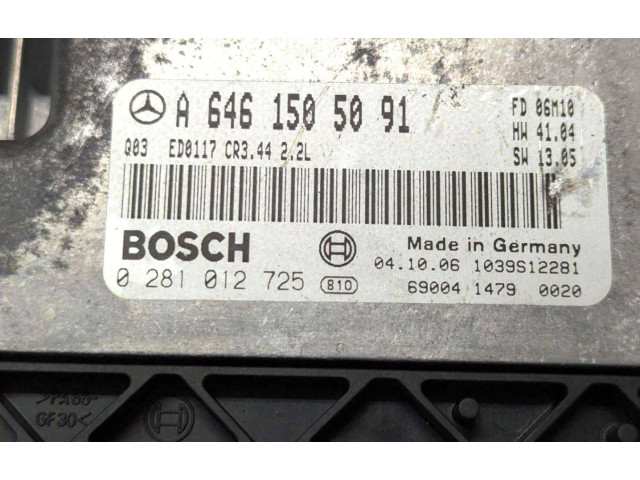 A 646 150 50 91
FD 06M10
HW 41.04
Q03 ED0117 CR3.44 2.2L
SW 13.05
BOSCH
Made in Germany
04.10.06 1039S12281
0 281 012 725 810
69004 1479 0020
>PA66-
GF30<